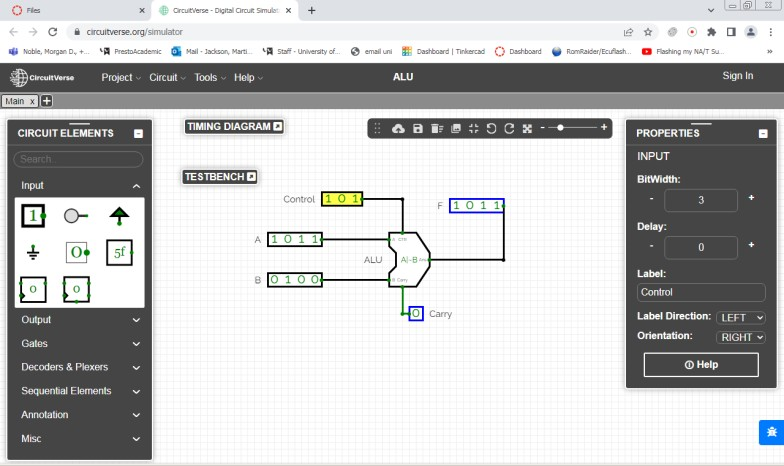 Files
CircuitVerse - Digital Circuit Simulat
circuitverse.org/simulator
Noble, Morgan D., +...
PrestoAcademic
Mail - Jackson, Marti...
Staff - University of...
email uni
Dashboard | Tinkercad
Dashboard
RomRaider/Ecuflash...
Flashing my NA/T Su...
»
CircuitVerse
Project
Circuit
Tools
Help
ALU
Sign In
Main x +
CIRCUIT ELEMENTS
Search..
Input
1
O
5f
0
0
Output
Gates
Decoders & Plexers
Sequential Elements
Annotation
Misc
TIMING DIAGRAM
TESTBENCH
- +
Control 1 0 1
F 1 0 1 1
A 1 0 1 1
ALU
A|~B
B 0 1 0 0
Carry
0 Carry
PROPERTIES
INPUT
BitWidth:
- 3 +
Delay:
- 0 +
Label:
Control
Label Direction: LEFT
Orientation: RIGHT
Help